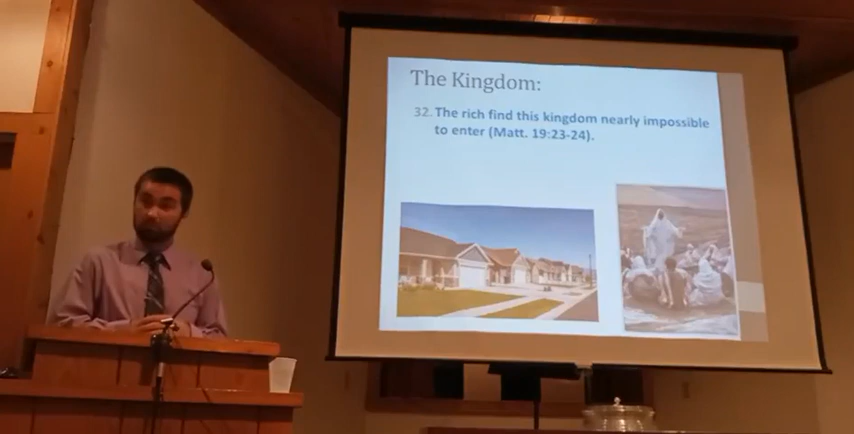 The Kingdom:
32. The rich find this kingdom nearly impossible
to enter (Matt. 19:23-24).